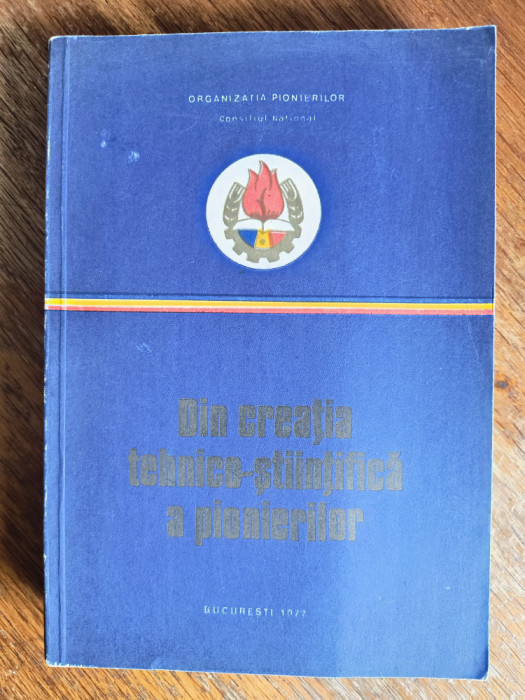 ORGANIZAȚIA PIONIERILOR
Consiliul Național
Din creația
tehnico-științifică
a pionierilor
BUCUREȘTI 1977